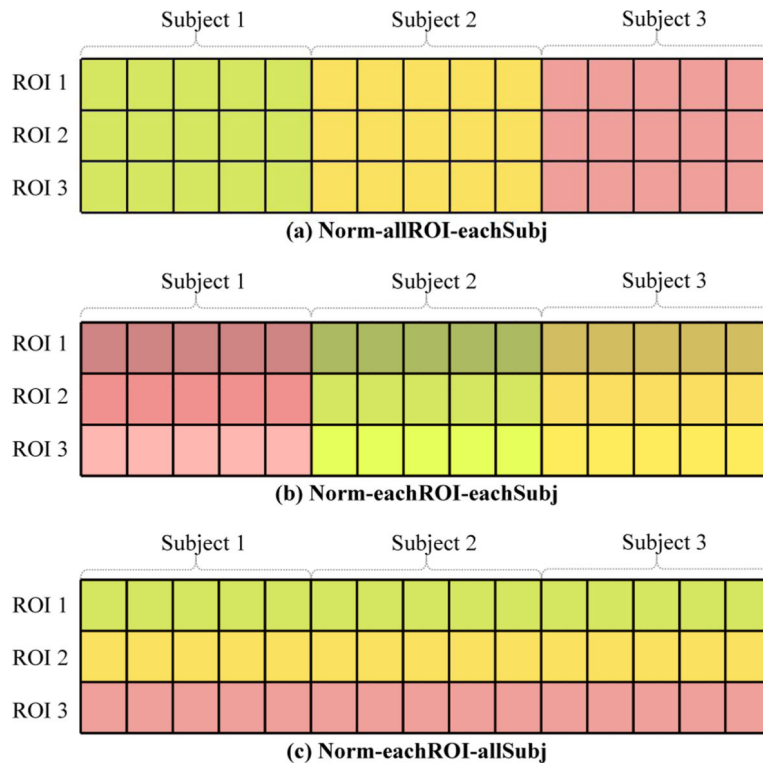 Subject 1 Subject 2 Subject 3
ROI 1
ROI 2
ROI 3
(a) Norm-allROI-eachSubj
Subject 1 Subject 2 Subject 3
ROI 1
ROI 2
ROI 3
(b) Norm-eachROI-eachSubj
Subject 1 Subject 2 Subject 3
ROI 1
ROI 2
ROI 3
(c) Norm-eachROI-allSubj